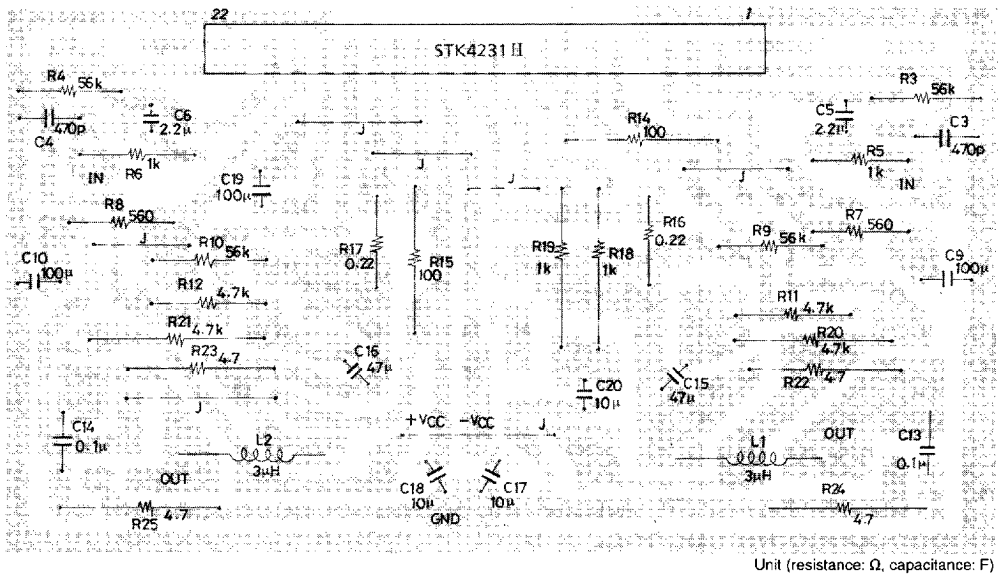 22
1
STK4231 II
R4
56k
R3
56k
C4
470p
C6
2.2μ
J
R14
100
C5
2.2μ
C3
470p
R6
1k
IN
J
R5
1k
IN
C19
100μ
J
J
R8
560
R7
560
J
R10
56k
R17
0.22
R15
100
R19
1k
R18
1k
R16
0.22
R9
56k
C10
100μ
C9
100μ
R12
4.7k
R11
4.7k
R21
4.7k
R20
4.7k
R23
4.7
C16
47μ
R22
4.7
C15
47μ
C20
10μ
J
C14
0.1μ
+VCC
-VCC
J
OUT
C13
0.1μ
L2
3μH
L1
3μH
OUT
C18
10μ
C17
10μ
GND
R25
4.7
R24
4.7
Unit (resistance: Ω, capacitance: F)